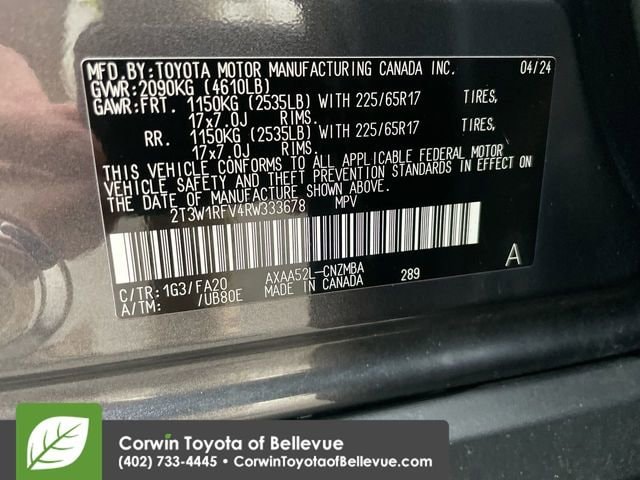 MFD.BY:TOYOTA MOTOR MANUFACTURING CANADA INC. 04/24
GVWR:2090KG (4610LB)
GAWR:FRT. 1150KG (2535LB) WITH 225/65R17 TIRES,
17x7.0J RIMS.
RR. 1150KG (2535LB) WITH 225/65R17 TIRES,
17x7.0J RIMS.
THIS VEHICLE CONFORMS TO ALL APPLICABLE FEDERAL MOTOR
VEHICLE SAFETY AND THEFT PREVENTION STANDARDS IN EFFECT ON
THE DATE OF MANUFACTURE SHOWN ABOVE.
2T3W1RFV4RW333678 MPV
C/TR:1G3/FA20 AXAA52L-CNZMBA 289 A
A/TM: /UB80E MADE IN CANADA
Corwin Toyota of Bellevue
(402) 733-4445 • CorwinToyotaofBellevue.com